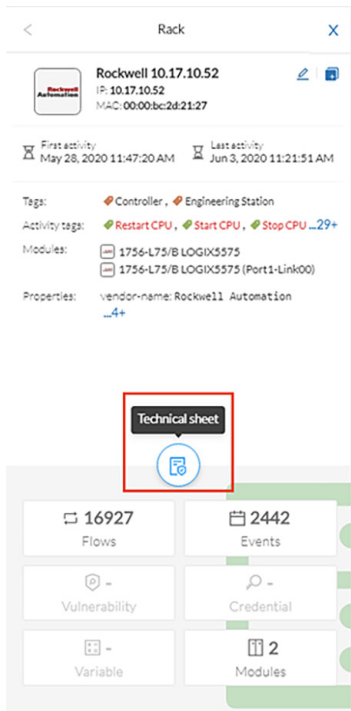 < Rack X
Rockwell 10.17.10.52
IP: 10.17.10.52
MAC: 00:00:bc:2d:21:27
Rockwell
Automation
First activity
May 28, 2020 11:47:20 AM
Last activity
Jun 3, 2020 11:21:51 AM
Tags: Controller , Engineering Station
Activity tags: Restart CPU , Start CPU , Stop CPU ...29+
Modules: 1756-L75/B LOGIX5575
1756-L75/B LOGIX5575 (Port1-Link00)
Properties: vendor-name: Rockwell Automation
...4+
Technical sheet
16927
Flows
2442
Events
-
Vulnerability
-
Credential
-
Variable
2
Modules